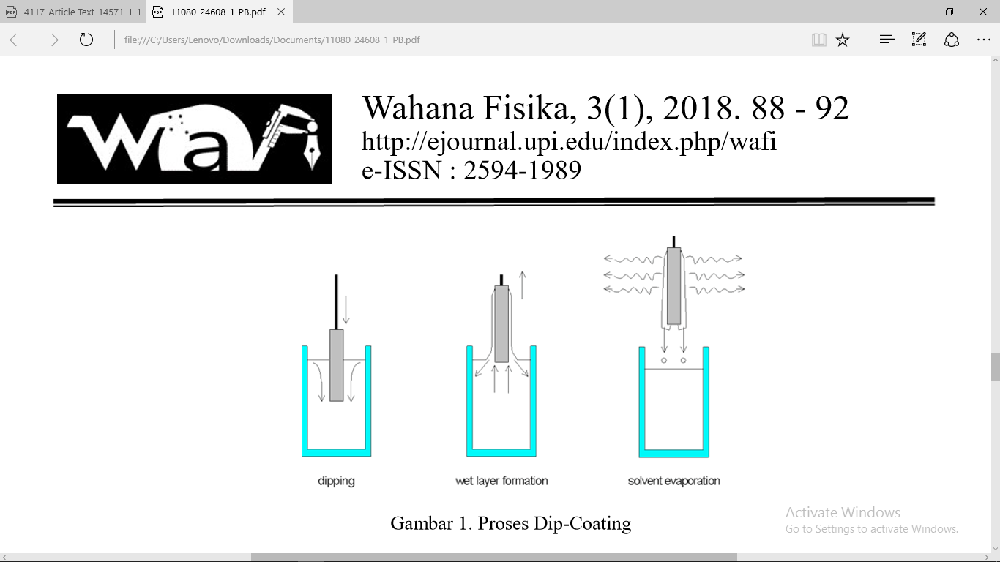 4117-Article Text-14571-1-1
11080-24608-1-PB.pdf
file:///C:/Users/Lenovo/Downloads/Documents/11080-24608-1-PB.pdf
wafi
Wahana Fisika, 3(1), 2018. 88 - 92
http://ejournal.upi.edu/index.php/wafi
e-ISSN : 2594-1989
dipping
wet layer formation
solvent evaporation
Gambar 1. Proses Dip-Coating
Activate Windows
Go to Settings to activate Windows.